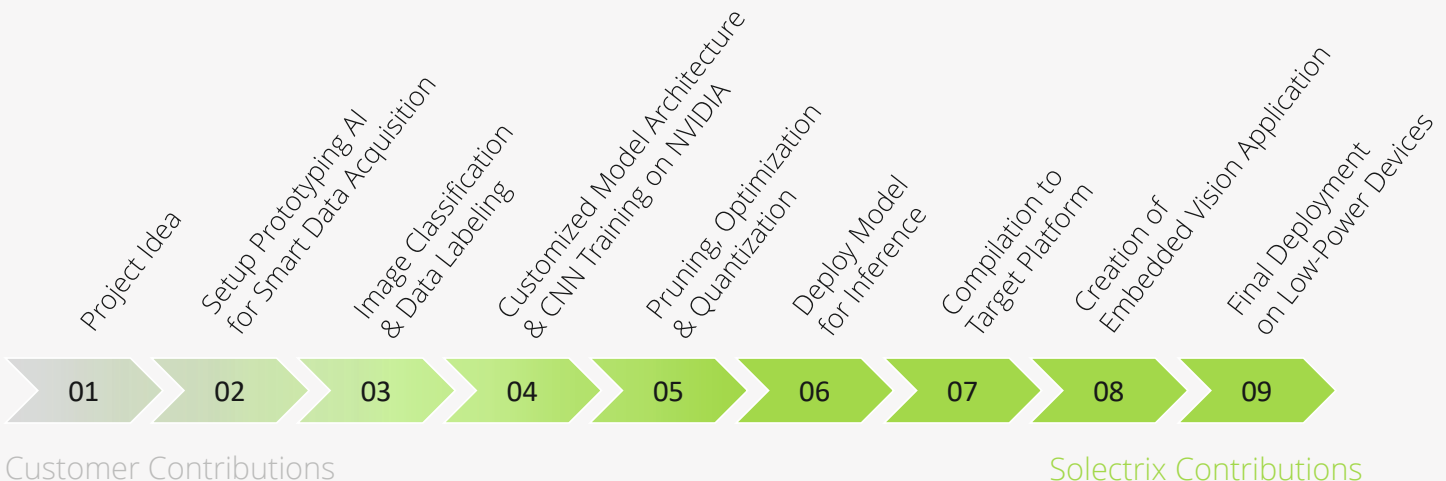 Project Idea
Setup Prototyping AI
for Smart Data Acquisition
Image Classification
& Data Labeling
Customized Model Architecture
& CNN Training on NVIDIA
Pruning, Optimization
& Quantization
Deploy Model
for Inference
Compilation to
Target Platform
Creation of
Embedded Vision Application
Final Deployment
on Low-Power Devices
01
02
03
04
05
06
07
08
09
Customer Contributions
Solectrix Contributions